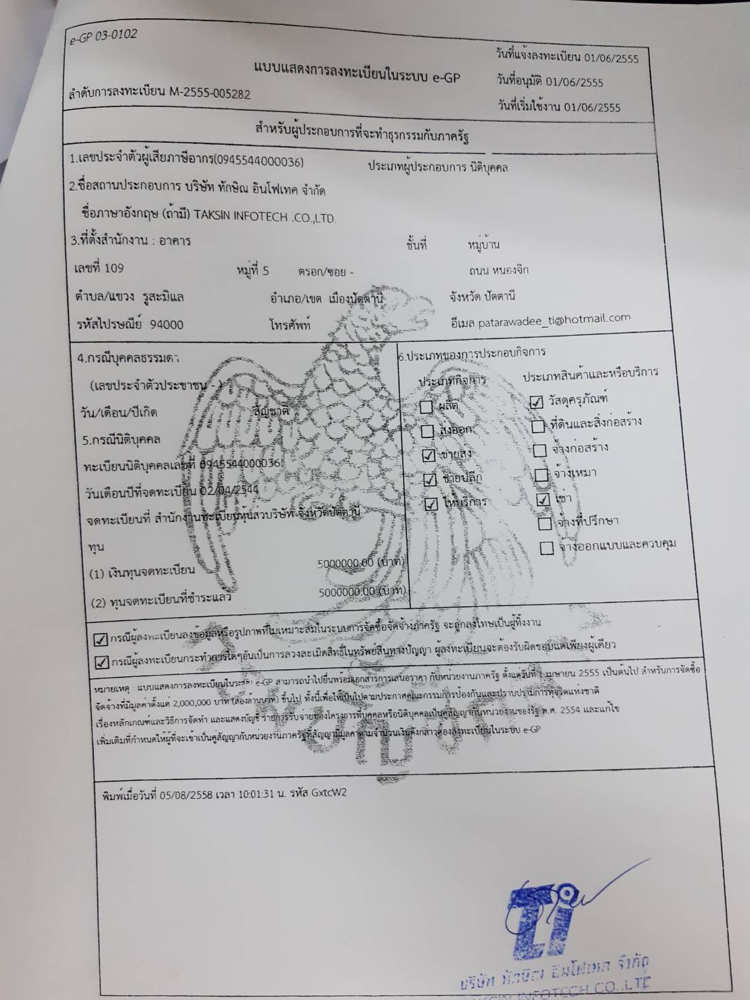 e-GP 03-0102
วันที่แจ้งลงทะเบียน 01/06/2555
แบบแสดงการลงทะเบียนในระบบ e-GP
วันที่อนุมัติ 01/06/2555
ลำดับการลงทะเบียน M-2555-005282
วันที่เริ่มใช้งาน 01/06/2555
สำหรับผู้ประกอบการที่จะทำธุรกรรมกับภาครัฐ
1.เลขประจำตัวผู้เสียภาษีอากร(0945544000036) ประเภทผู้ประกอบการ นิติบุคคล
2.ชื่อสถานประกอบการ บริษัท ทักษิณ อินโฟเทค จำกัด
ชื่อภาษาอังกฤษ (ถ้ามี) TAKSIN INFOTECH .CO.,LTD.
3.ที่ตั้งสำนักงาน : อาคาร ชั้นที่ หมู่บ้าน
เลขที่ 109 หมู่ที่ 5 ตรอก/ซอย - ถนน หนองจิก
ตำบล/แขวง รูสะมิแล อำเภอ/เขต เมืองปัตตานี จังหวัด ปัตตานี
รหัสไปรษณีย์ 94000 โทรศัพท์ อีเมล patarawadee_ti@hotmail.com
4.กรณีบุคคลธรรมดา
(เลขประจำตัวประชาชน - )
วัน/เดือน/ปีเกิด สัญชาติ
5.กรณีนิติบุคคล
ทะเบียนนิติบุคคลเลขที่ 0945544000036
วันเดือนปีที่จดทะเบียน 02/04/2544
จดทะเบียนที่ สำนักงานทะเบียนหุ้นส่วนบริษัท จังหวัดปัตตานี
ทุน
(1) เงินทุนจดทะเบียน 5000000.00 (บาท)
(2) ทุนจดทะเบียนที่ชำระแล้ว 5000000.00 (บาท)
6.ประเภทของการประกอบกิจการ
ประเภทกิจการ ประเภทสินค้าและหรือบริการ
ผลิต วัสดุครุภัณฑ์
ส่งออก ที่ดินและสิ่งก่อสร้าง
ขายส่ง จ้างก่อสร้าง
ขายปลีก จ้างเหมา
ให้บริการ เช่า
จ้างที่ปรึกษา
จ้างออกแบบและควบคุม
กรณีผู้ลงทะเบียนลงข้อมูลหรือรูปภาพที่ไม่เหมาะสมในระบบการจัดซื้อจัดจ้างภาครัฐ จะถูกลงโทษเป็นผู้ทิ้งงาน
กรณีผู้ลงทะเบียนกระทำการใดๆอันเป็นการล่วงละเมิดสิทธิ์ในทรัพย์สินทางปัญญา ผู้ลงทะเบียนจะต้องรับผิดชอบแต่เพียงผู้เดียว
หมายเหตุ : แบบแสดงการลงทะเบียนในระบบ e-GP สามารถนำไปยื่นพร้อมเอกสารการเสนอราคา กับหน่วยงานภาครัฐ ตั้งแต่วันที่ 1 เมษายน 2555 เป็นต้นไป สำหรับการจัดซื้อ
จัดจ้างที่มีมูลค่าตั้งแต่ 2,000,000 บาท (สองล้านบาท) ขึ้นไป ทั้งนี้เพื่อให้เป็นไปตามประกาศคณะกรรมการป้องกันและปราบปรามการทุจริตแห่งชาติ
เรื่องหลักเกณฑ์และวิธีการจัดทำ และแสดงบัญชี รายการรับจ่ายของโครงการที่บุคคลหรือนิติบุคคลเป็นคู่สัญญากับหน่วยงานของรัฐ พ.ศ. 2554 และแก้ไข
เพิ่มเติมที่กำหนดให้ผู้ที่จะเข้าเป็นคู่สัญญากับหน่วยงานภาครัฐที่สัญญามีมูลค่าตามจำนวนเงินดังกล่าวต้องลงทะเบียนในระบบ e-GP
พิมพ์เมื่อวันที่ 05/08/2558 เวลา 10:01:31 น. รหัส GxtcW2
Ti
บริษัท ทักษิณ อินโฟเทค จำกัด
INFOTECH CO.,LTD